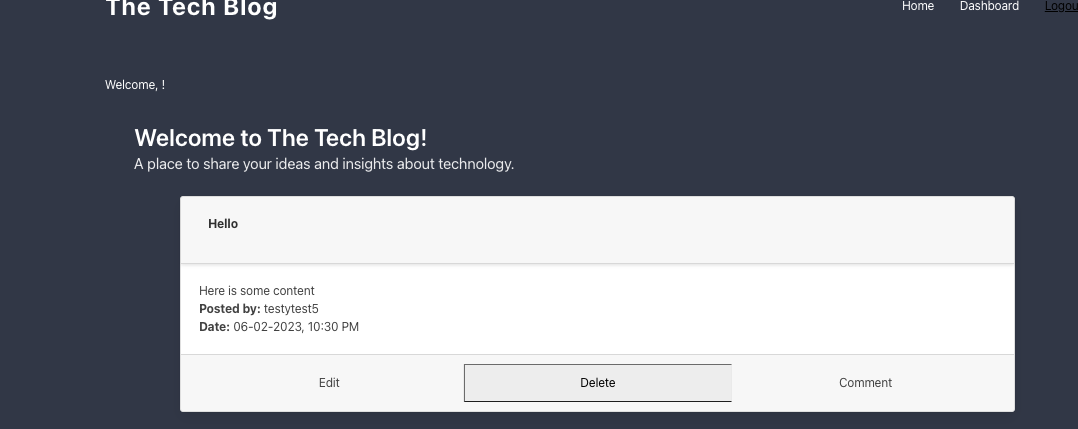 The Tech Blog
Home Dashboard Logou
Welcome, !
Welcome to The Tech Blog!
A place to share your ideas and insights about technology.
Hello
Here is some content
Posted by: testytest5
Date: 06-02-2023, 10:30 PM
Edit Delete Comment